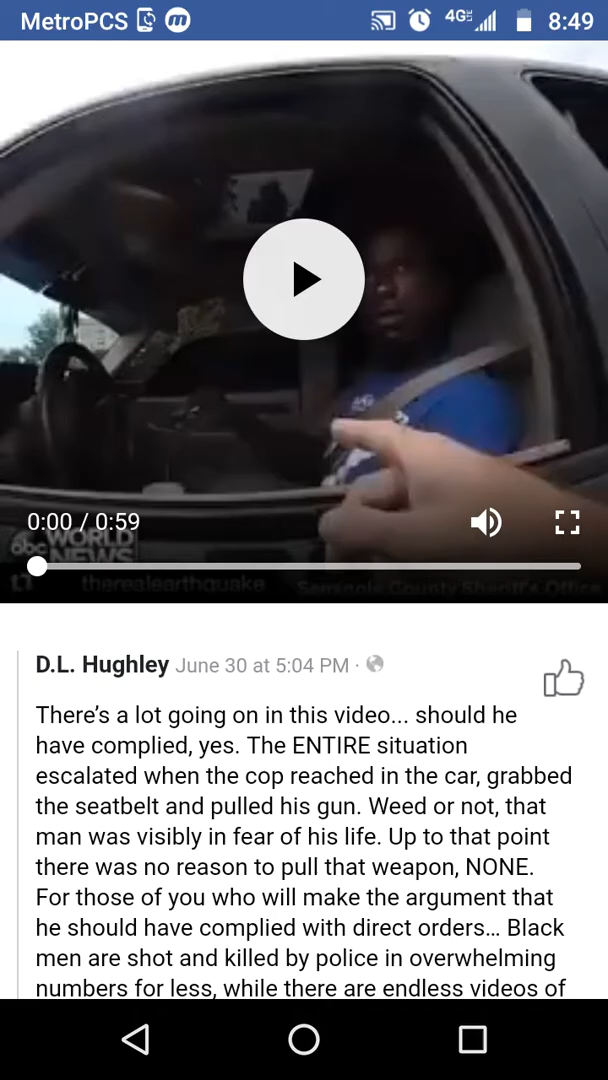 MetroPCS 4GLTE 8:49
0:00 / 0:59
abc WORLD
NEWS
therealearthquake Seminole County Sheriff's Office
D.L. Hughley June 30 at 5:04 PM ·
There’s a lot going on in this video... should he
have complied, yes. The ENTIRE situation
escalated when the cop reached in the car, grabbed
the seatbelt and pulled his gun. Weed or not, that
man was visibly in fear of his life. Up to that point
there was no reason to pull that weapon, NONE.
For those of you who will make the argument that
he should have complied with direct orders… Black
men are shot and killed by police in overwhelming
numbers for less, while there are endless videos of